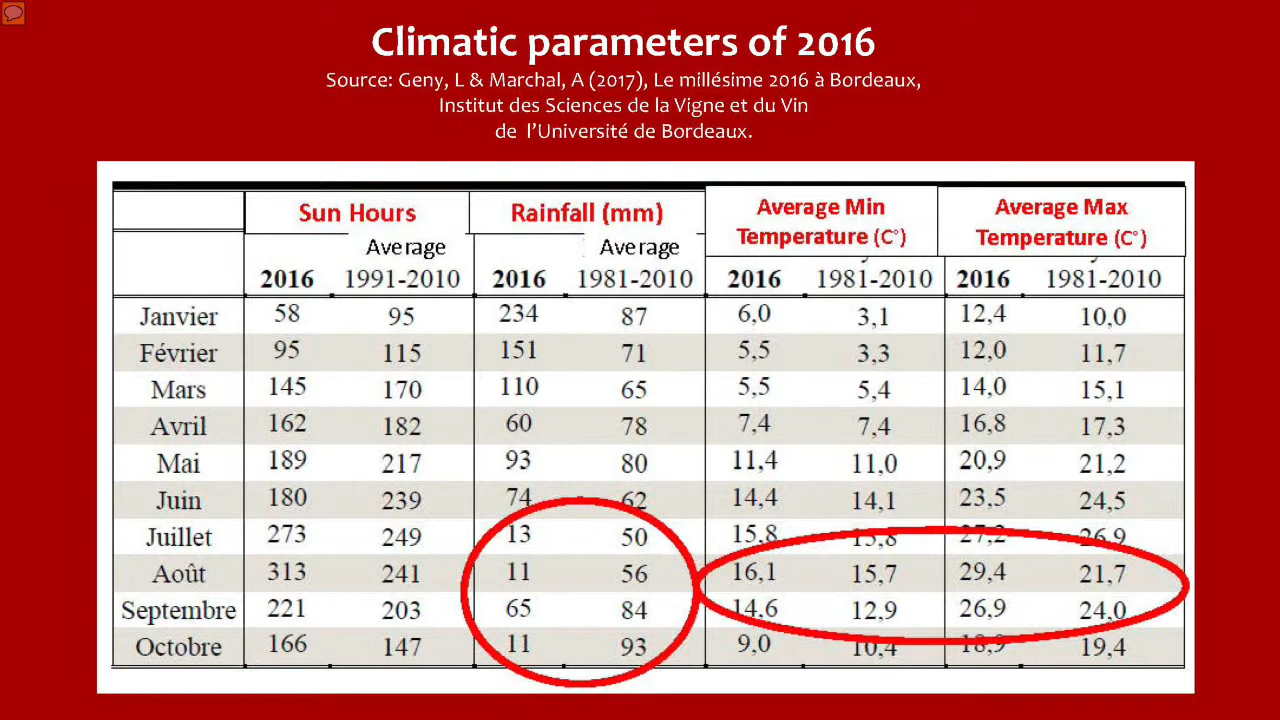 Climatic parameters of 2016
Source: Geny, L & Marchal, A (2017), Le millésime 2016 à Bordeaux,
Institut des Sciences de la Vigne et du Vin
de l'Université de Bordeaux.
Sun Hours Rainfall (mm) Average Min Temperature (C°) Average Max Temperature (C°)
Average Average
2016 1991-2010 2016 1981-2010 2016 1981-2010 2016 1981-2010
Janvier 58 95 234 87 6,0 3,1 12,4 10,0
Février 95 115 151 71 5,5 3,3 12,0 11,7
Mars 145 170 110 65 5,5 5,4 14,0 15,1
Avril 162 182 60 78 7,4 7,4 16,8 17,3
Mai 189 217 93 80 11,4 11,0 20,9 21,2
Juin 180 239 74 62 14,4 14,1 23,5 24,5
Juillet 273 249 13 50 15,8 15,8 27,2 26,9
Août 313 241 11 56 16,1 15,7 29,4 21,7
Septembre 221 203 65 84 14,6 12,9 26,9 24,0
Octobre 166 147 11 93 9,0 10,4 18,9 19,4